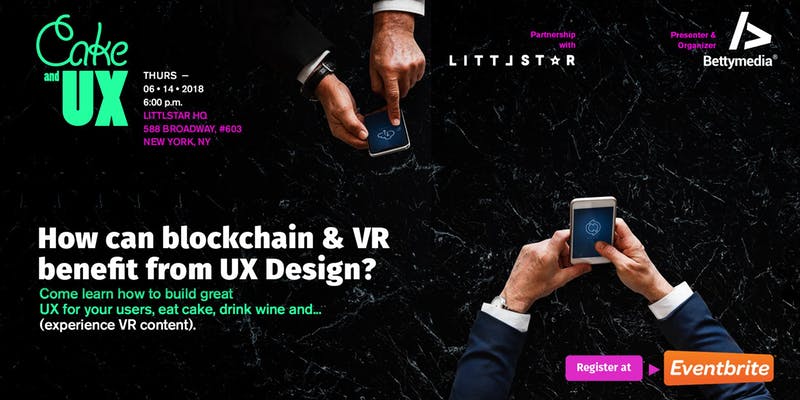 Cake
and
UX
THURS –
06 • 14 • 2018
6:00 p.m.
LITTLSTAR HQ
588 BROADWAY, #603
NEW YORK, NY
Partnership
with
LITTLSTAR
Presenter &
Organizer
Bettymedia®
How can blockchain & VR
benefit from UX Design?
Come learn how to build great
UX for your users, eat cake, drink wine and...
(experience VR content).
Register at
Eventbrite